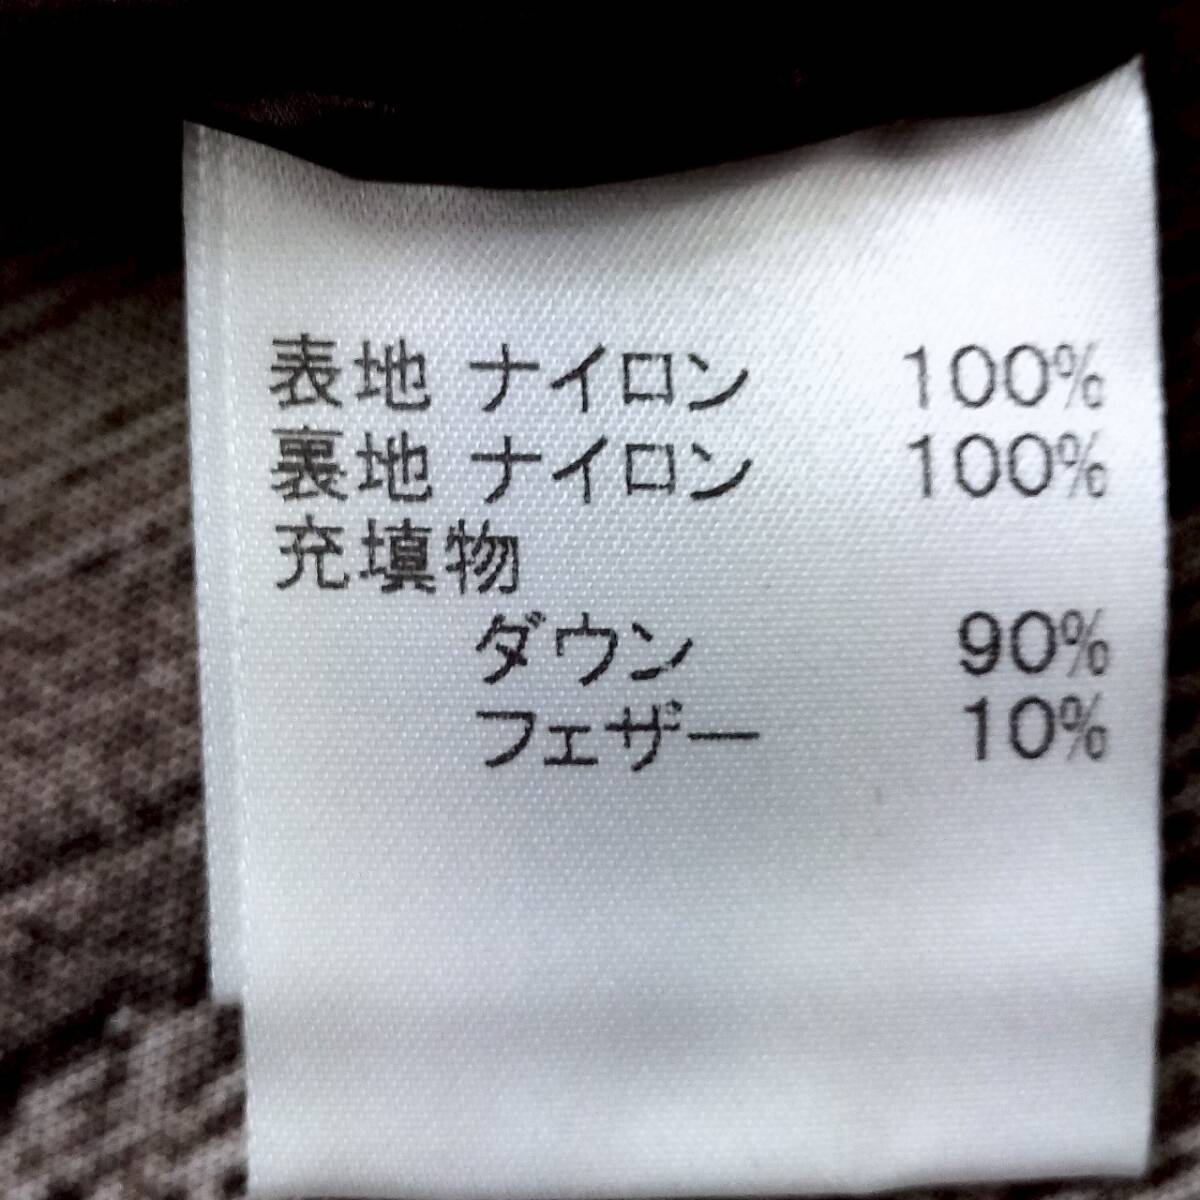 表地 ナイロン 100%
裏地 ナイロン 100%
充填物
ダウン 90%
フェザー 10%